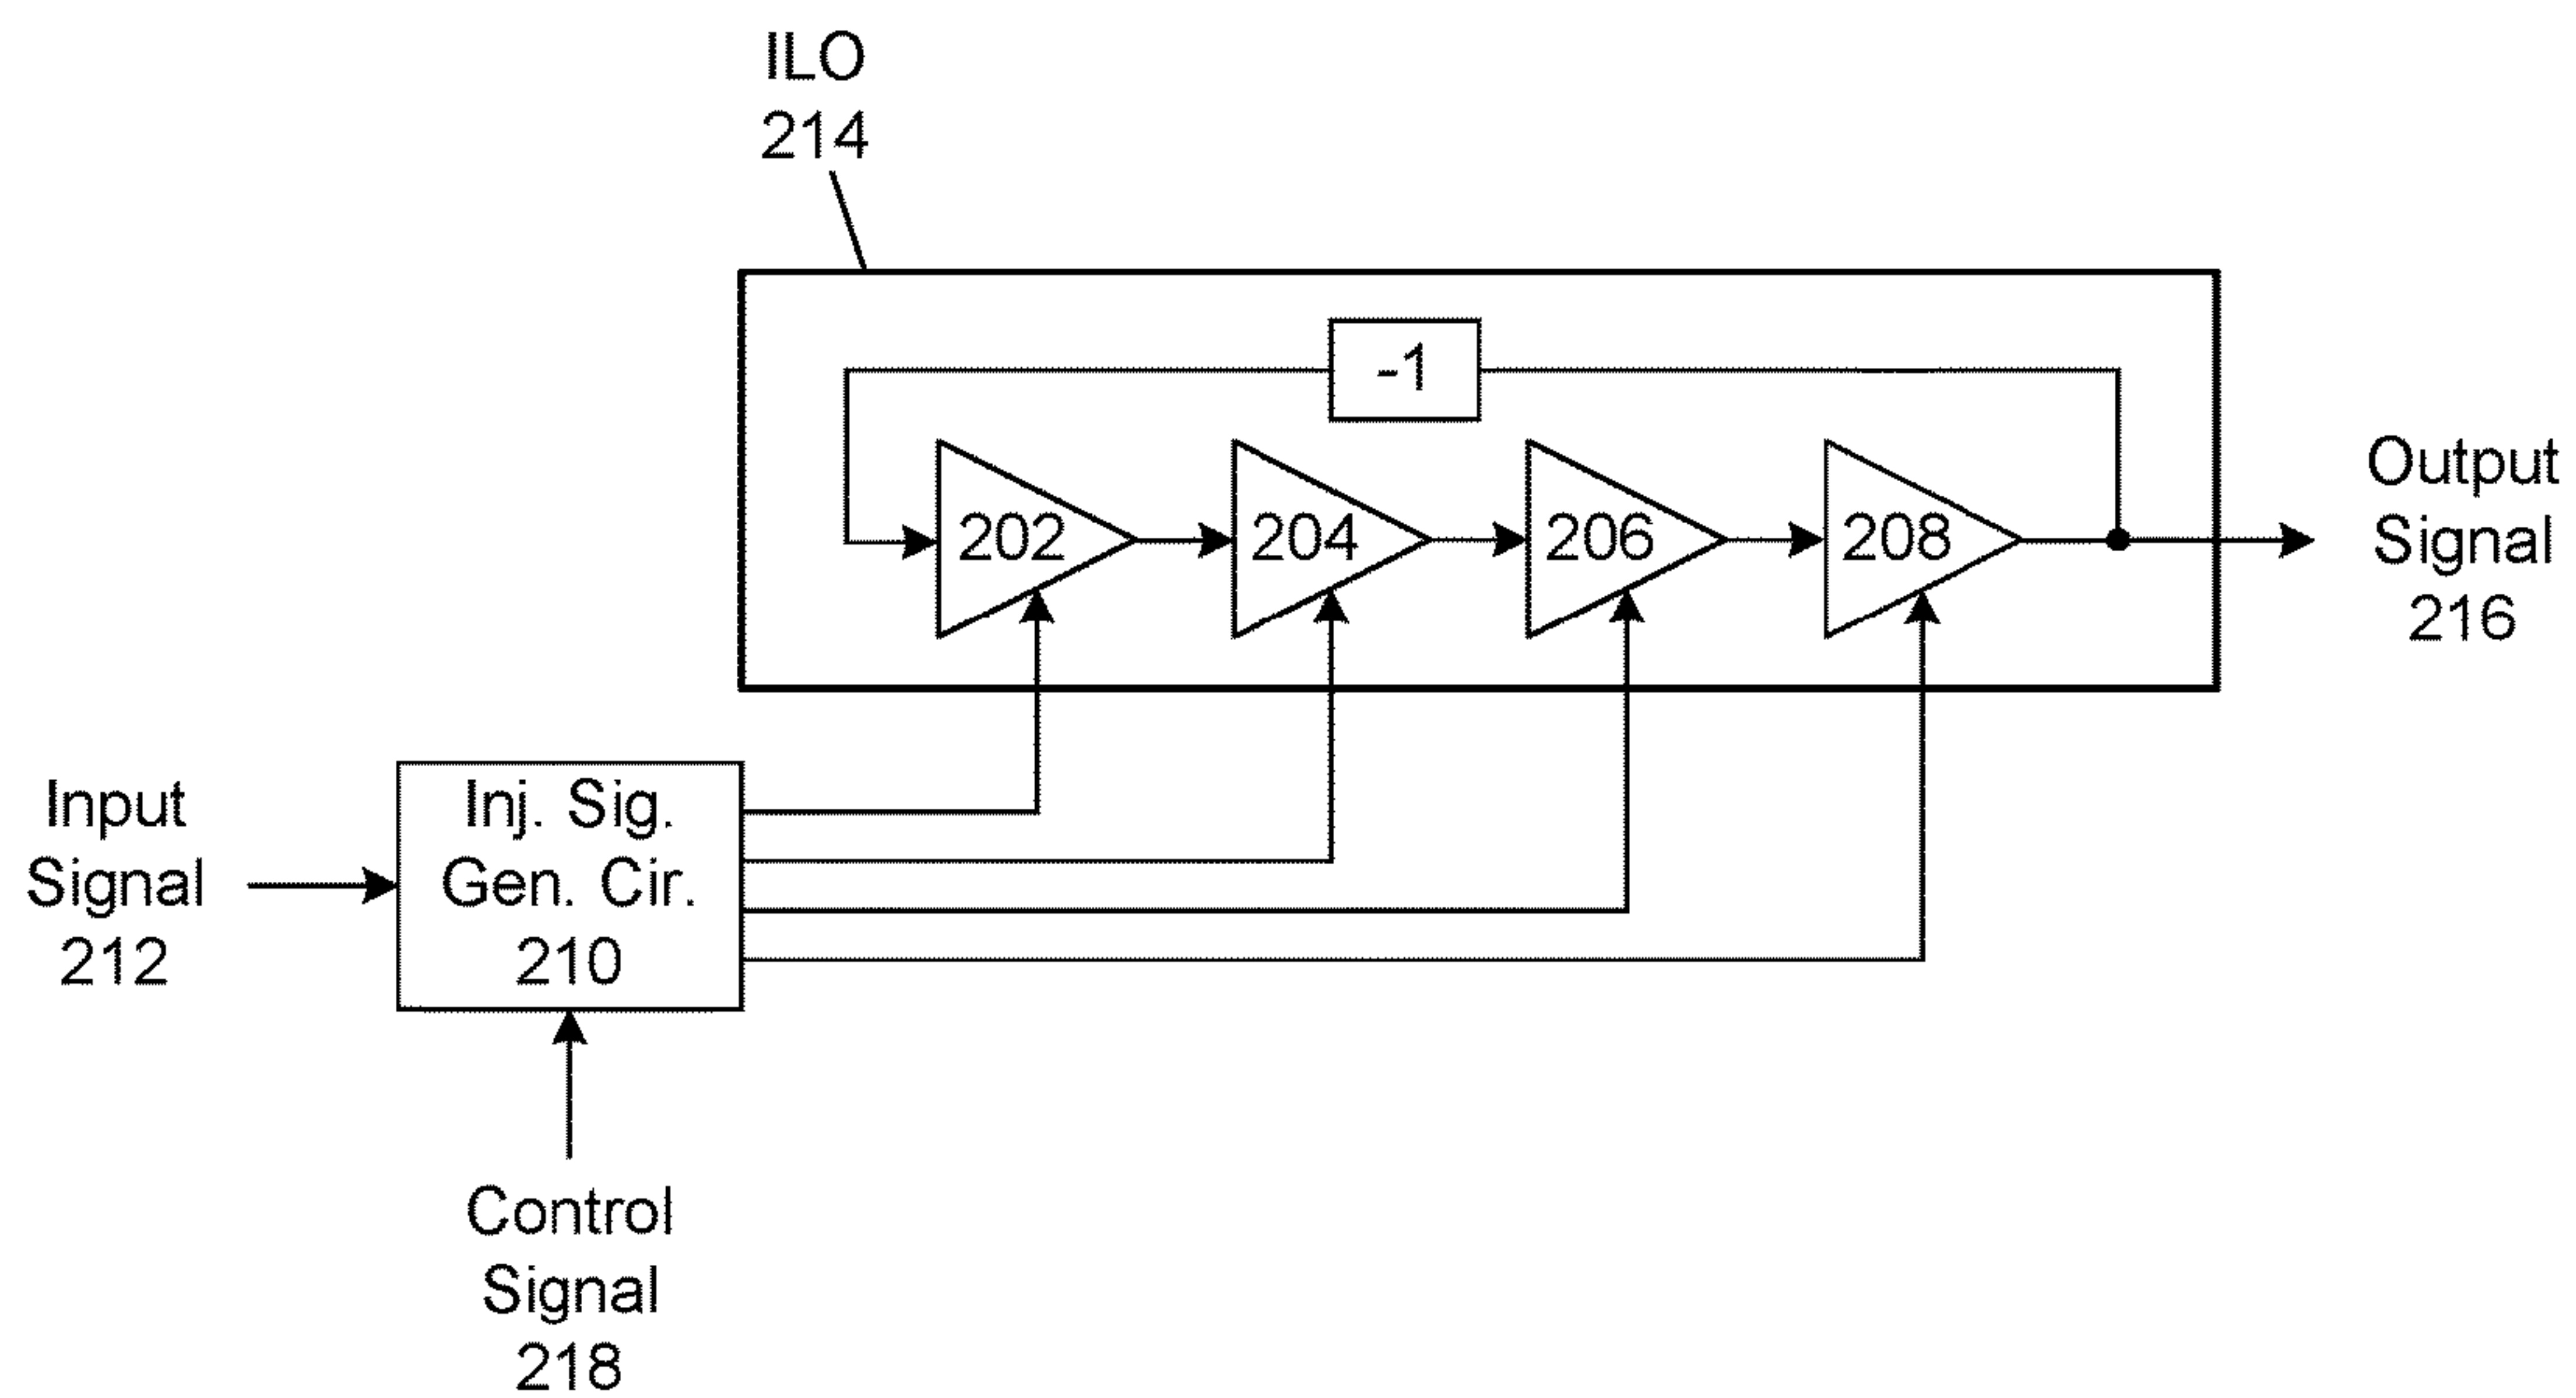 ILO
214
-1
202 204 206 208
Output
Signal
216
Input
Signal
212
Inj. Sig.
Gen. Cir.
210
Control
Signal
218